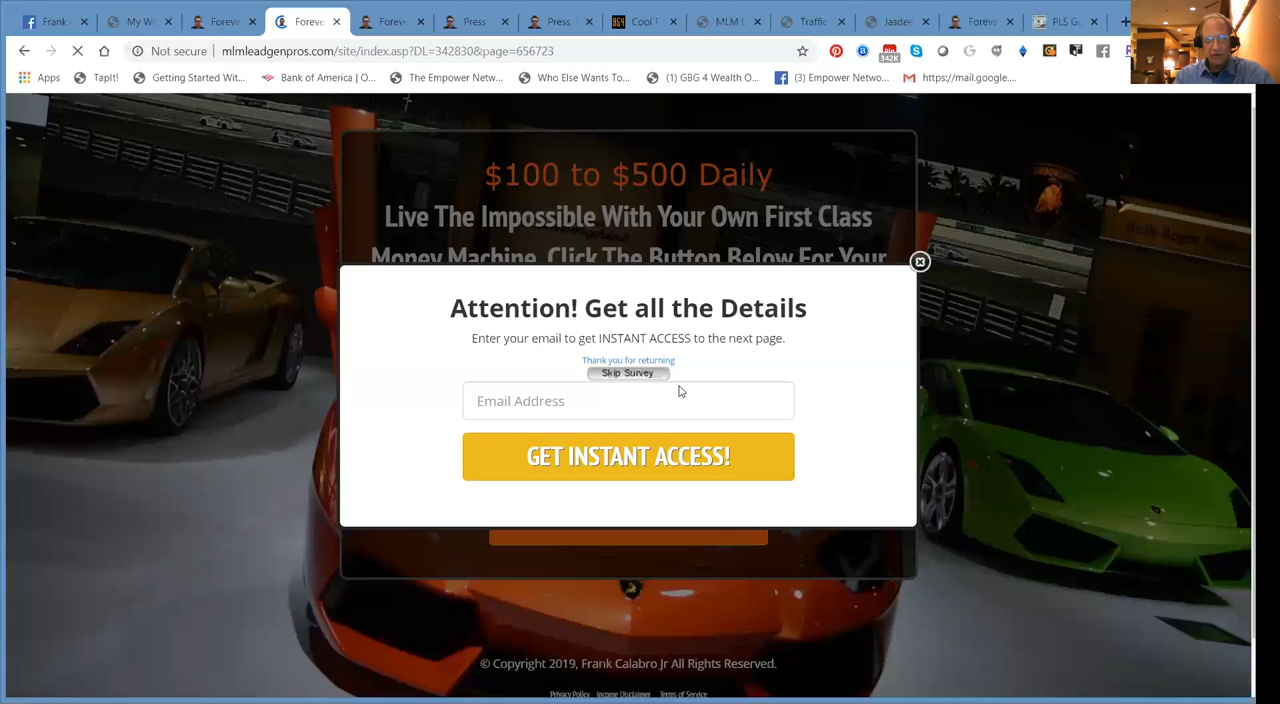 Frank
My We
Foreve
Foreve
Forev
Press
Press
Cool F
MLM L
Traffic
Jasdee
Foreve
PLS Gu
Not secure
mlmleadgenpros.com/site/index.asp?DL=342830&page=656723
342K
Apps
TapIt!
Getting Started Wit...
Bank of America | O...
The Empower Netw...
Who Else Wants To...
(1) GBG 4 Wealth O...
(3) Empower Netwo...
https://mail.google....
$100 to $500 Daily
Live The Impossible With Your Own First Class
Money Machine. Click The Button Below For Your
Attention! Get all the Details
Enter your email to get INSTANT ACCESS to the next page.
Thank you for returning
Skip Survey
Email Address
GET INSTANT ACCESS!
© Copyright 2019, Frank Calabro Jr All Rights Reserved.
Privacy Policy Income Disclaimer Terms of Service